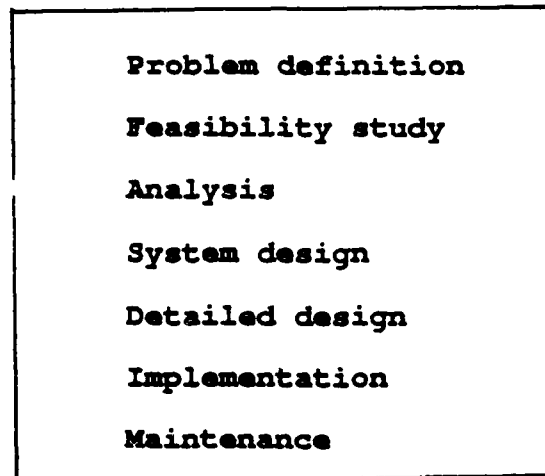 Problem definition
Feasibility study
Analysis
System design
Detailed design
Implementation
Maintenance